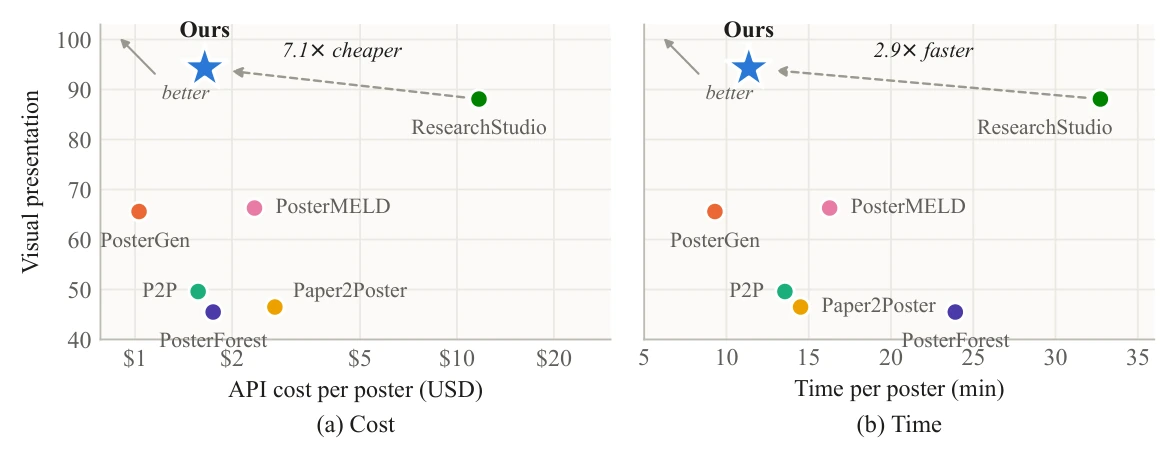 Visual presentation
100
90
80
70
60
50
40
Ours
7.1× cheaper
better
ResearchStudio
PosterMELD
PosterGen
P2P
Paper2Poster
PosterForest
$1 $2 $5 $10 $20
API cost per poster (USD)
(a) Cost
Ours
2.9× faster
better
ResearchStudio
PosterMELD
PosterGen
P2P
Paper2Poster
PosterForest
5 10 15 20 25 30 35
Time per poster (min)
(b) Time